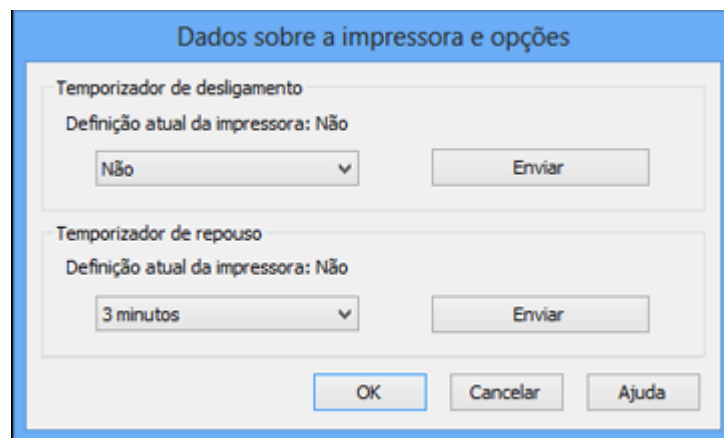 Dados sobre a impressora e opções
Temporizador de desligamento
Definição atual da impressora: Não
Não
Enviar
Temporizador de repouso
Definição atual da impressora: Não
3 minutos
Enviar
OK
Cancelar
Ajuda